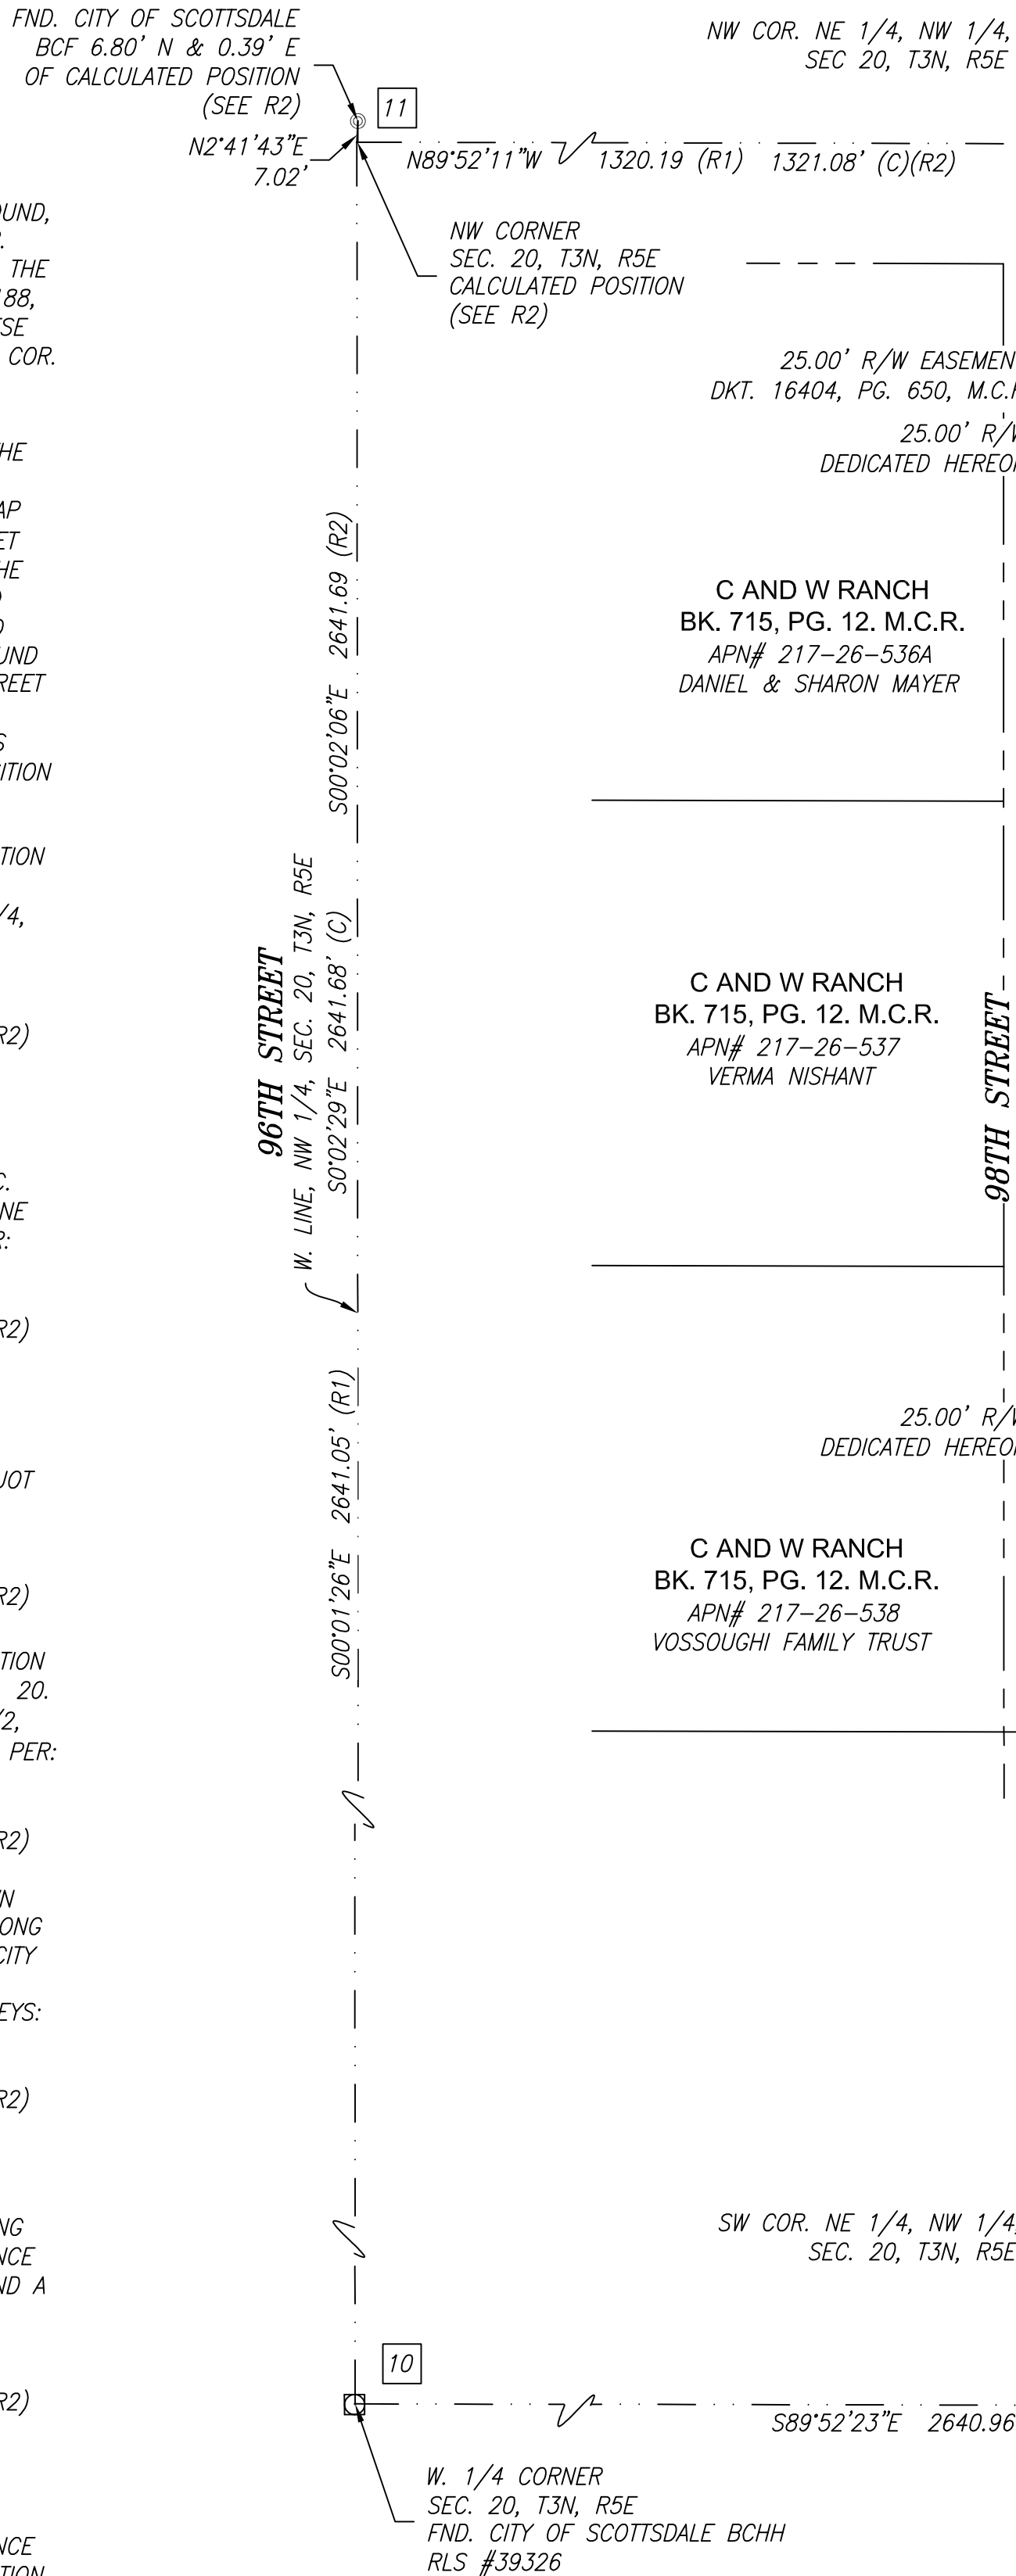 FND. CITY OF SCOTTSDALE
BCF 6.80' N & 0.39' E
OF CALCULATED POSITION
(SEE R2)
11
N2°41'43"E
7.02'
NW COR. NE 1/4, NW 1/4,
SEC 20, T3N, R5E
N89°52'11"W 1320.19 (R1) 1321.08' (C)(R2)
NW CORNER
SEC. 20, T3N, R5E
CALCULATED POSITION
(SEE R2)
THE
188,
COR.
25.00' R/W
DKT. 16404, PG. 650,
25.00'
DEDICATED
S00°02'06"E 2641.69 (R2)
C AND W RANCH
BK. 715, PG. 12. M.C.R.
APN# 217-26-536A
DANIEL & SHARON MAYER
96TH STREET
W. LINE, NW 1/4, SEC. 20, T3N, R5E
S0°02'29"E 2641.68' (C)
C AND W RANCH
BK. 715, PG. 12. M.C.R.
APN# 217-26-537
VERMA NISHANT
98TH STREET
S00°01'26"E 2641.05' (R1)
25.00'
DEDICATED
C AND W RANCH
BK. 715, PG. 12. M.C.R.
APN# 217-26-538
VOSSOUGHI FAMILY TRUST
20.
PER:
A
SW COR. NE 1/4, NW 1/4,
SEC. 20, T3N, R5E
10
S89°52'23"E 2640.96
W. 1/4 CORNER
SEC. 20, T3N, R5E
FND. CITY OF SCOTTSDALE BCHH
RLS #39326